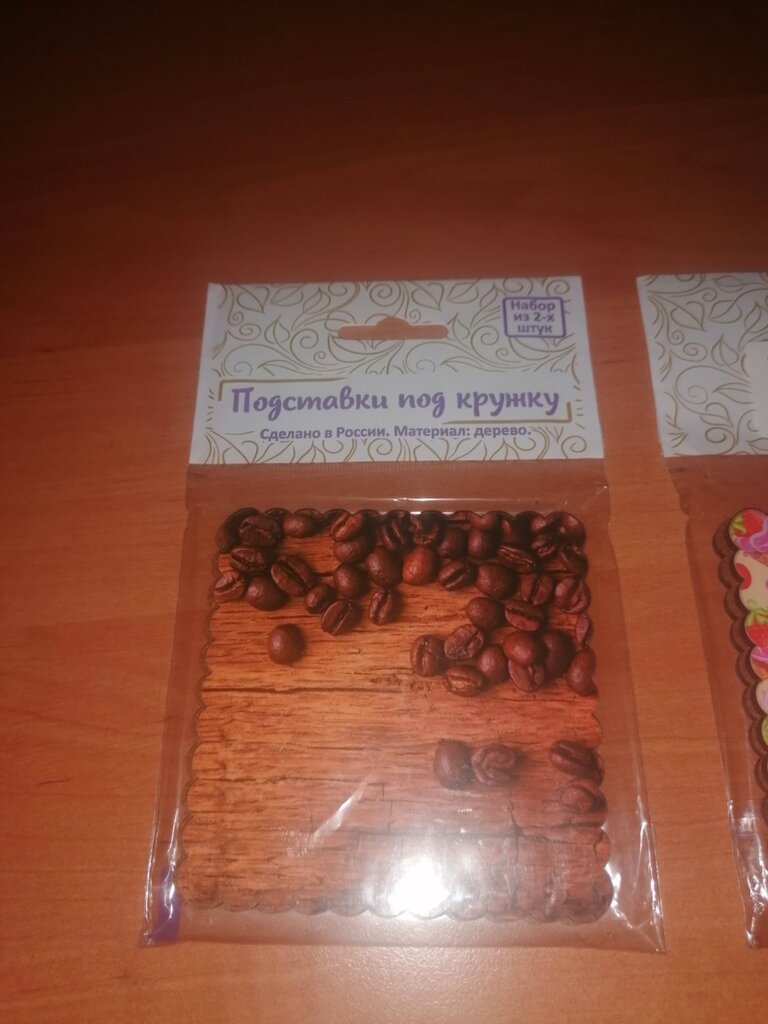 Набор
из 2-х
штук
Подставки под кружку
Сделано в России. Материал: дерево.